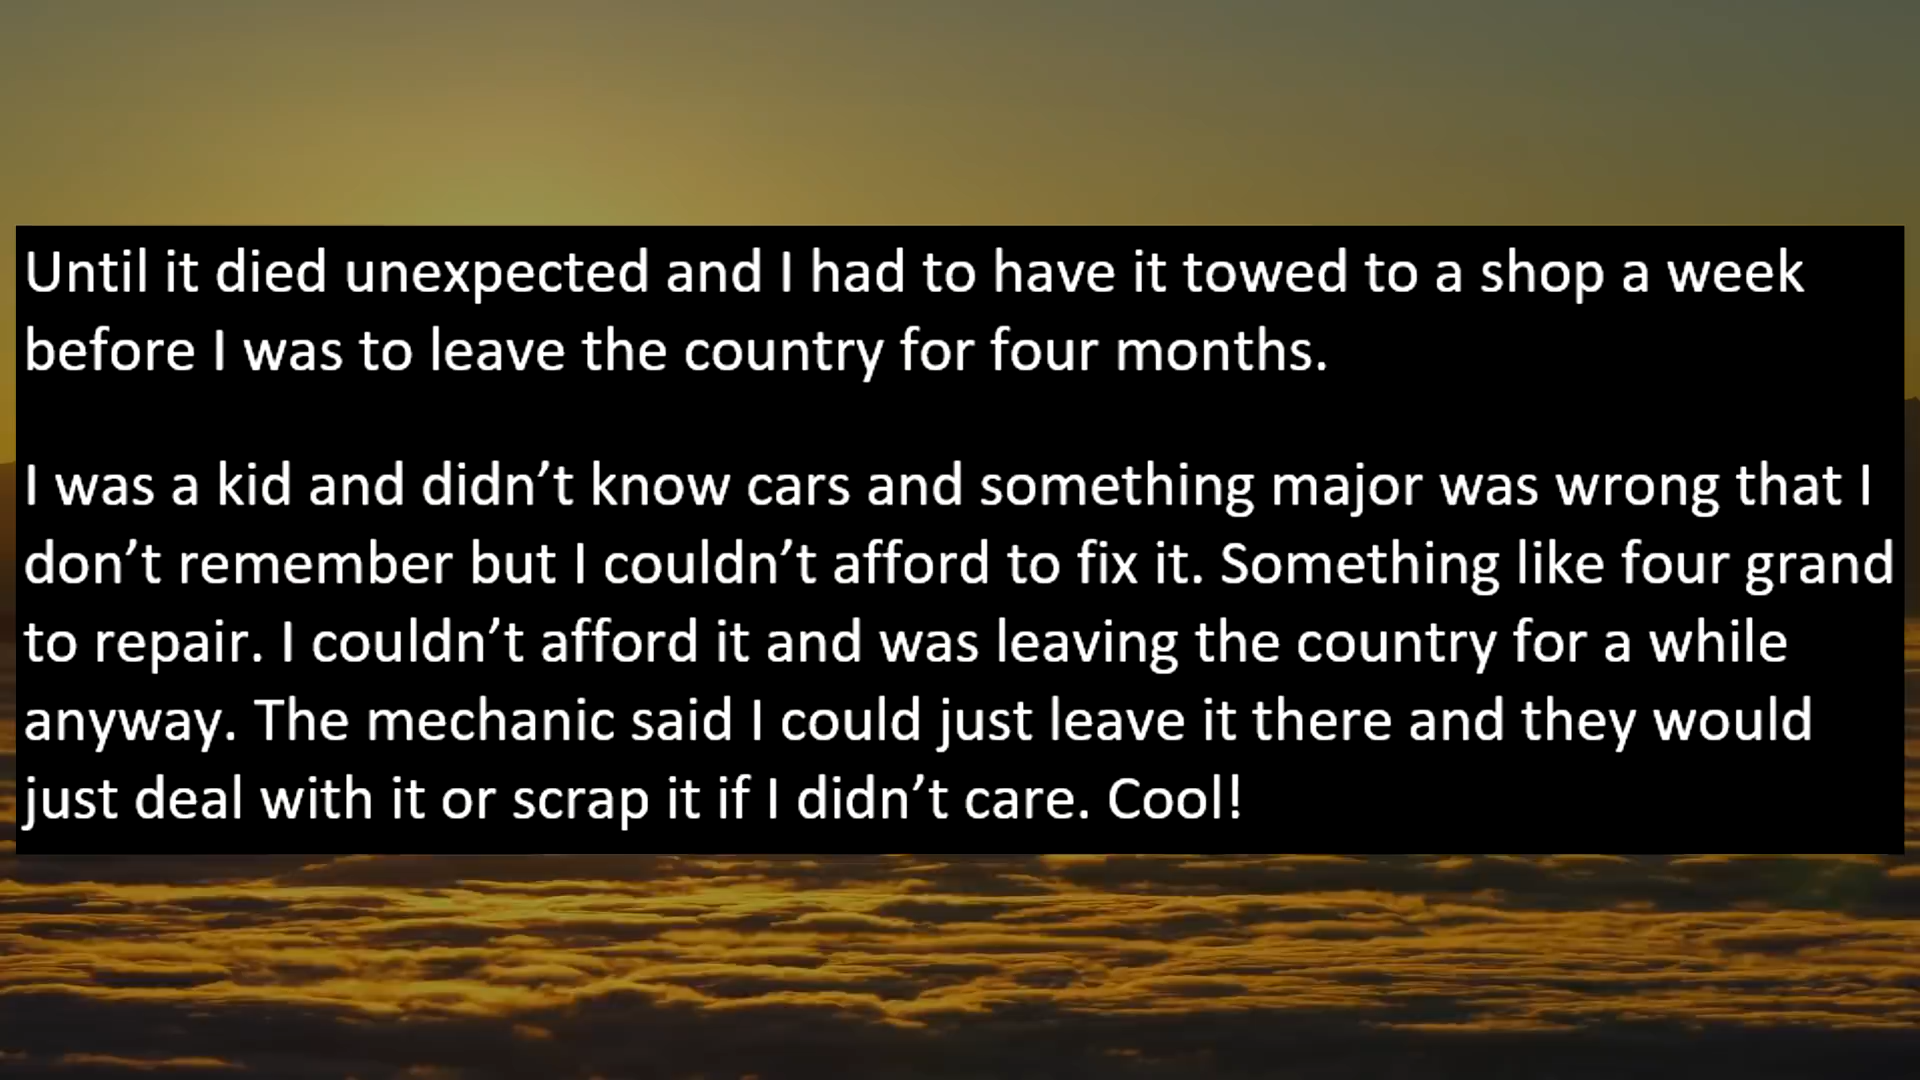 Until it died unexpected and I had to have it towed to a shop a week
before I was to leave the country for four months.
I was a kid and didn’t know cars and something major was wrong that I
don’t remember but I couldn’t afford to fix it. Something like four grand
to repair. I couldn’t afford it and was leaving the country for a while
anyway. The mechanic said I could just leave it there and they would
just deal with it or scrap it if I didn’t care. Cool!